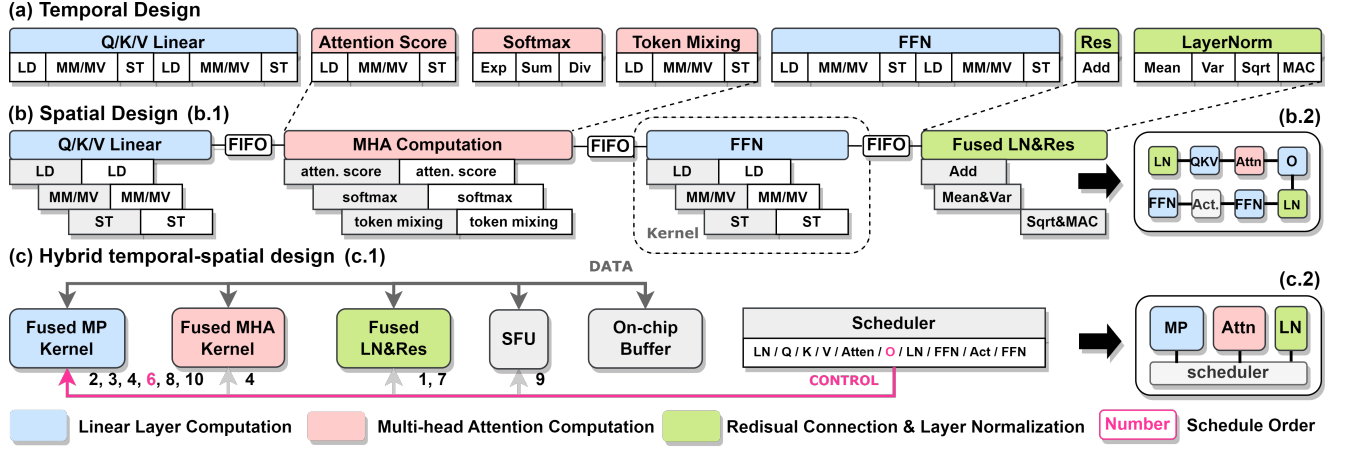 (a) Temporal Design
Q/K/V Linear
LD MM/MV ST LD MM/MV ST
Attention Score
LD MM/MV ST
Softmax
Exp Sum Div
Token Mixing
LD MM/MV ST
FFN
LD MM/MV ST LD MM/MV ST
Res
Add
LayerNorm
Mean Var Sqrt MAC
(b) Spatial Design (b.1)
Q/K/V Linear
LD LD
MM/MV MM/MV
ST ST
FIFO
MHA Computation
atten. score atten. score
softmax softmax
token mixing token mixing
FIFO
FFN
LD LD
MM/MV MM/MV
ST ST
Kernel
FIFO
Fused LN&Res
Add
Mean&Var
Sqrt&MAC
(b.2)
LN QKV Attn O
FFN Act. FFN LN
(c) Hybrid temporal-spatial design (c.1)
DATA
Fused MP
Kernel
Fused MHA
Kernel
Fused
LN&Res
SFU
On-chip
Buffer
2, 3, 4, 6, 8, 10
4
1, 7
9
Scheduler
LN / Q / K / V / Atten / O / LN / FFN / Act / FFN
CONTROL
(c.2)
MP Attn LN
scheduler
Linear Layer Computation
Multi-head Attention Computation
Redisual Connection & Layer Normalization
Number
Schedule Order